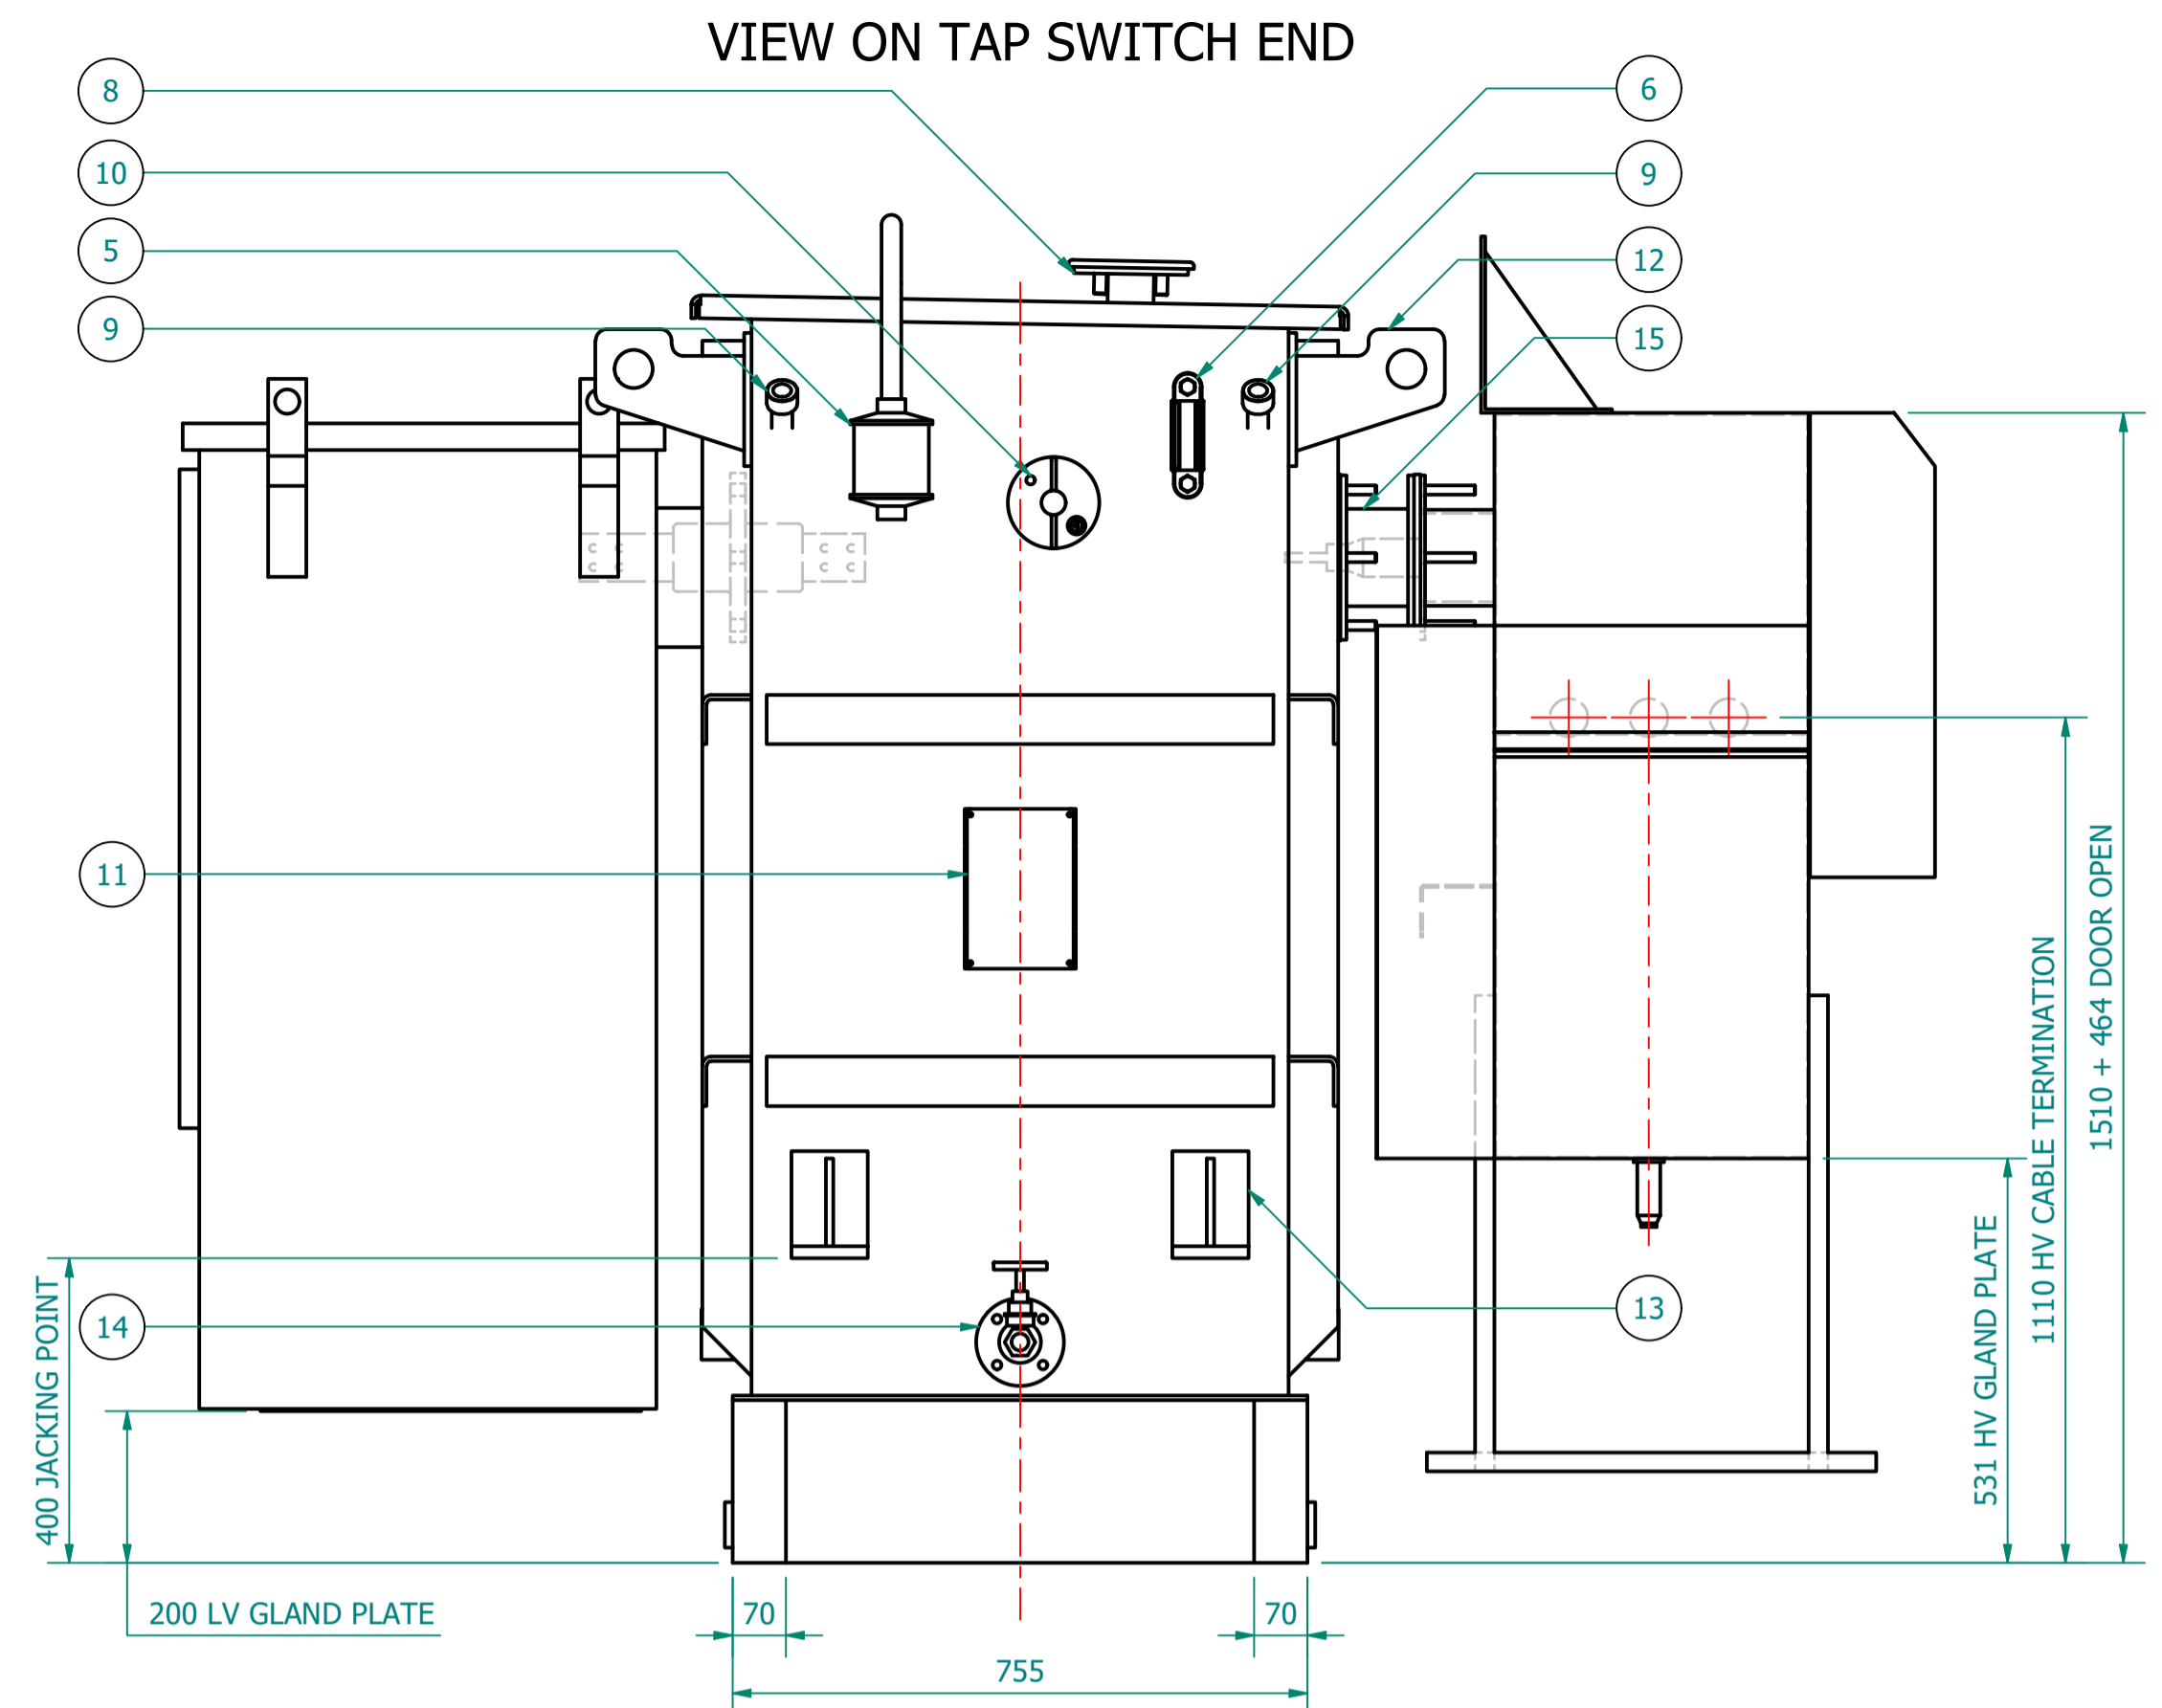 VIEW ON TAP SWITCH END
8
10
5
9
6
9
12
15
11
14
13
400 JACKING POINT
200 LV GLAND PLATE
70
70
755
531 HV GLAND PLATE
1110 HV CABLE TERMINATION
1510 + 464 DOOR OPEN